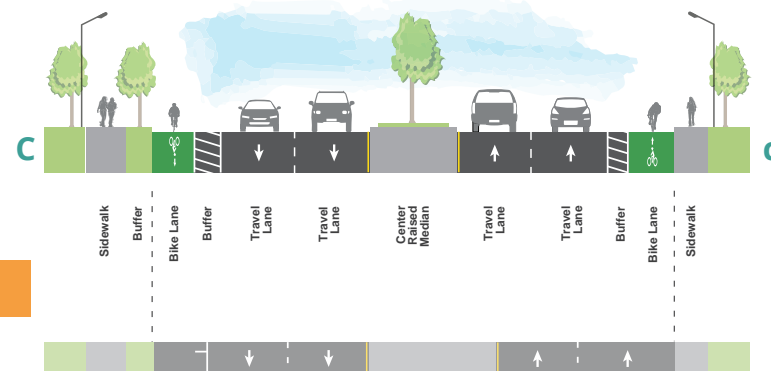 C
Sidewalk
Buffer
Bike Lane
Buffer
Travel
Lane
Travel
Lane
Center
Raised
Median
Travel
Lane
Travel
Lane
Buffer
Bike Lane
Sidewalk